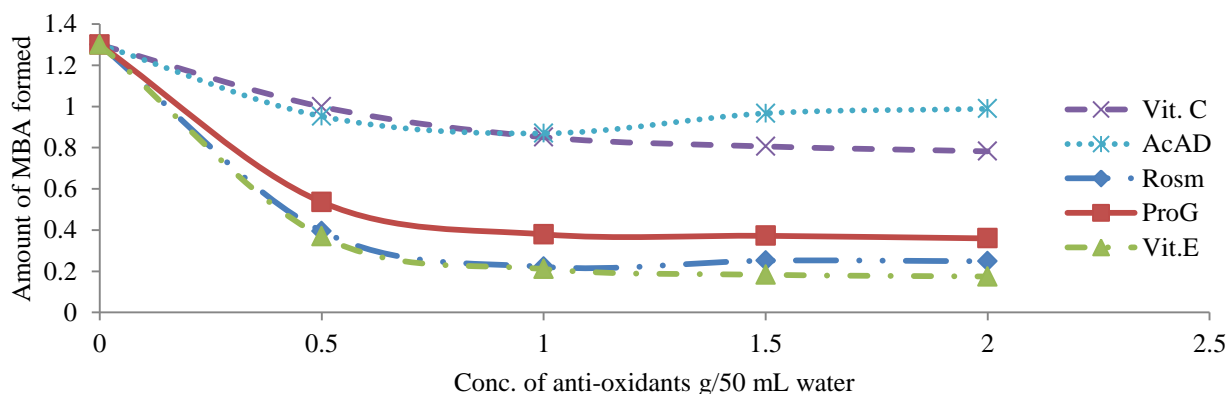 Amount of MBA formed
1.4
1.2
1
0.8
0.6
0.4
0.2
0
0
0.5
1
1.5
2
2.5
Conc. of anti-oxidants g/50 mL water
Vit. C
AcAD
Rosm
ProG
Vit.E